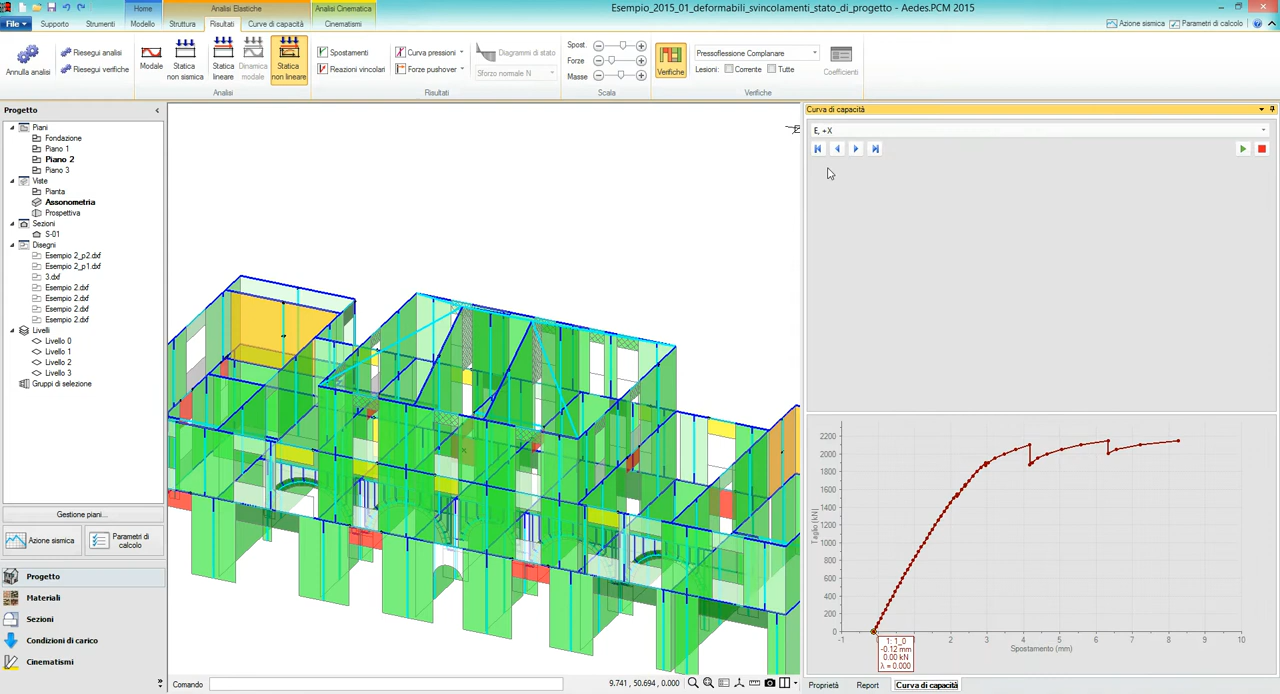 Esempio_2015_01_deformabili_svincolamenti_stato_di_progetto - Aedes.PCM 2015
Home
Analisi Elastiche
Analisi Cinematica
File
Supporto
Strumenti
Modello
Struttura
Risultati
Curva di capacità
Cinematismi
Azione sismica
Parametri di calcolo
Annulla analisi
Riesegui analisi
Riesegui verifiche
Modale
Statica non sismica
Statica lineare
Dinamica modale
Statica non lineare
Analisi
Spostamenti
Reazioni vincolari
Curva pressioni
Forze pushover
Diagrammi di stato
Sforzo normale N
Risultati
Spost.
Forze
Masse
Scala
Verifiche
Pressoflessione Complanare
Lesioni:
Corrente
Tutte
Coefficienti
Verifiche
Progetto
Piani
Fondazione
Piano 1
Piano 2
Piano 3
Viste
Pianta
Assonometria
Prospettiva
Sezioni
S-01
Disegni
Esempio 2_p2.dxf
Esempio 2_p1.dxf
3.dxf
Esempio 2.dxf
Esempio 2.dxf
Esempio 2.dxf
Esempio 2.dxf
Livelli
Livello 0
Livello 1
Livello 2
Livello 3
Gruppi di selezione
Gestione piani...
Azione sismica
Parametri di calcolo
Progetto
Materiali
Sezioni
Condizioni di carico
Cinematismi
Comando
9.741 , 50.694 , 0.000
Curva di capacità
E, +X
2200
2000
1800
1600
1400
1200
1000
800
600
400
200
0
Taglio (kN)
-1
2
3
4
5
6
7
8
9
10
Spostamento (mm)
1: 1_0
-0.12 mm
0.00 kN
λ = 0.000
Proprietà
Report
Curva di capacità